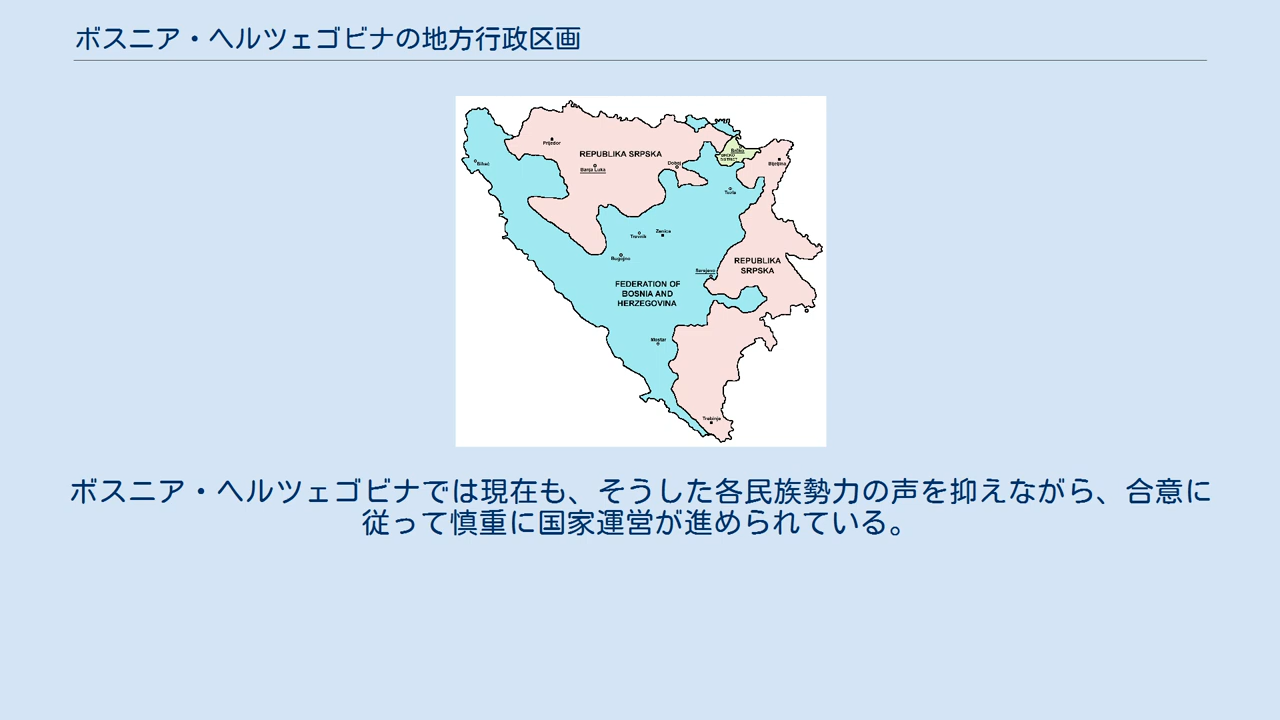 ボスニア・ヘルツェゴビナの地方行政区画
Prijedor
REPUBLIKA SRPSKA
Bihać
Banja Luka
Doboj
Brčko
BRČKO
DISTRICT
Bijeljina
Tuzla
Travnik
Zenica
Bugojno
Sarajevo
REPUBLIKA
SRPSKA
FEDERATION OF
BOSNIA AND
HERZEGOVINA
Mostar
Trebinje
ボスニア・ヘルツェゴビナでは現在も、そうした各民族勢力の声を抑えながら、合意に
従って慎重に国家運営が進められている。